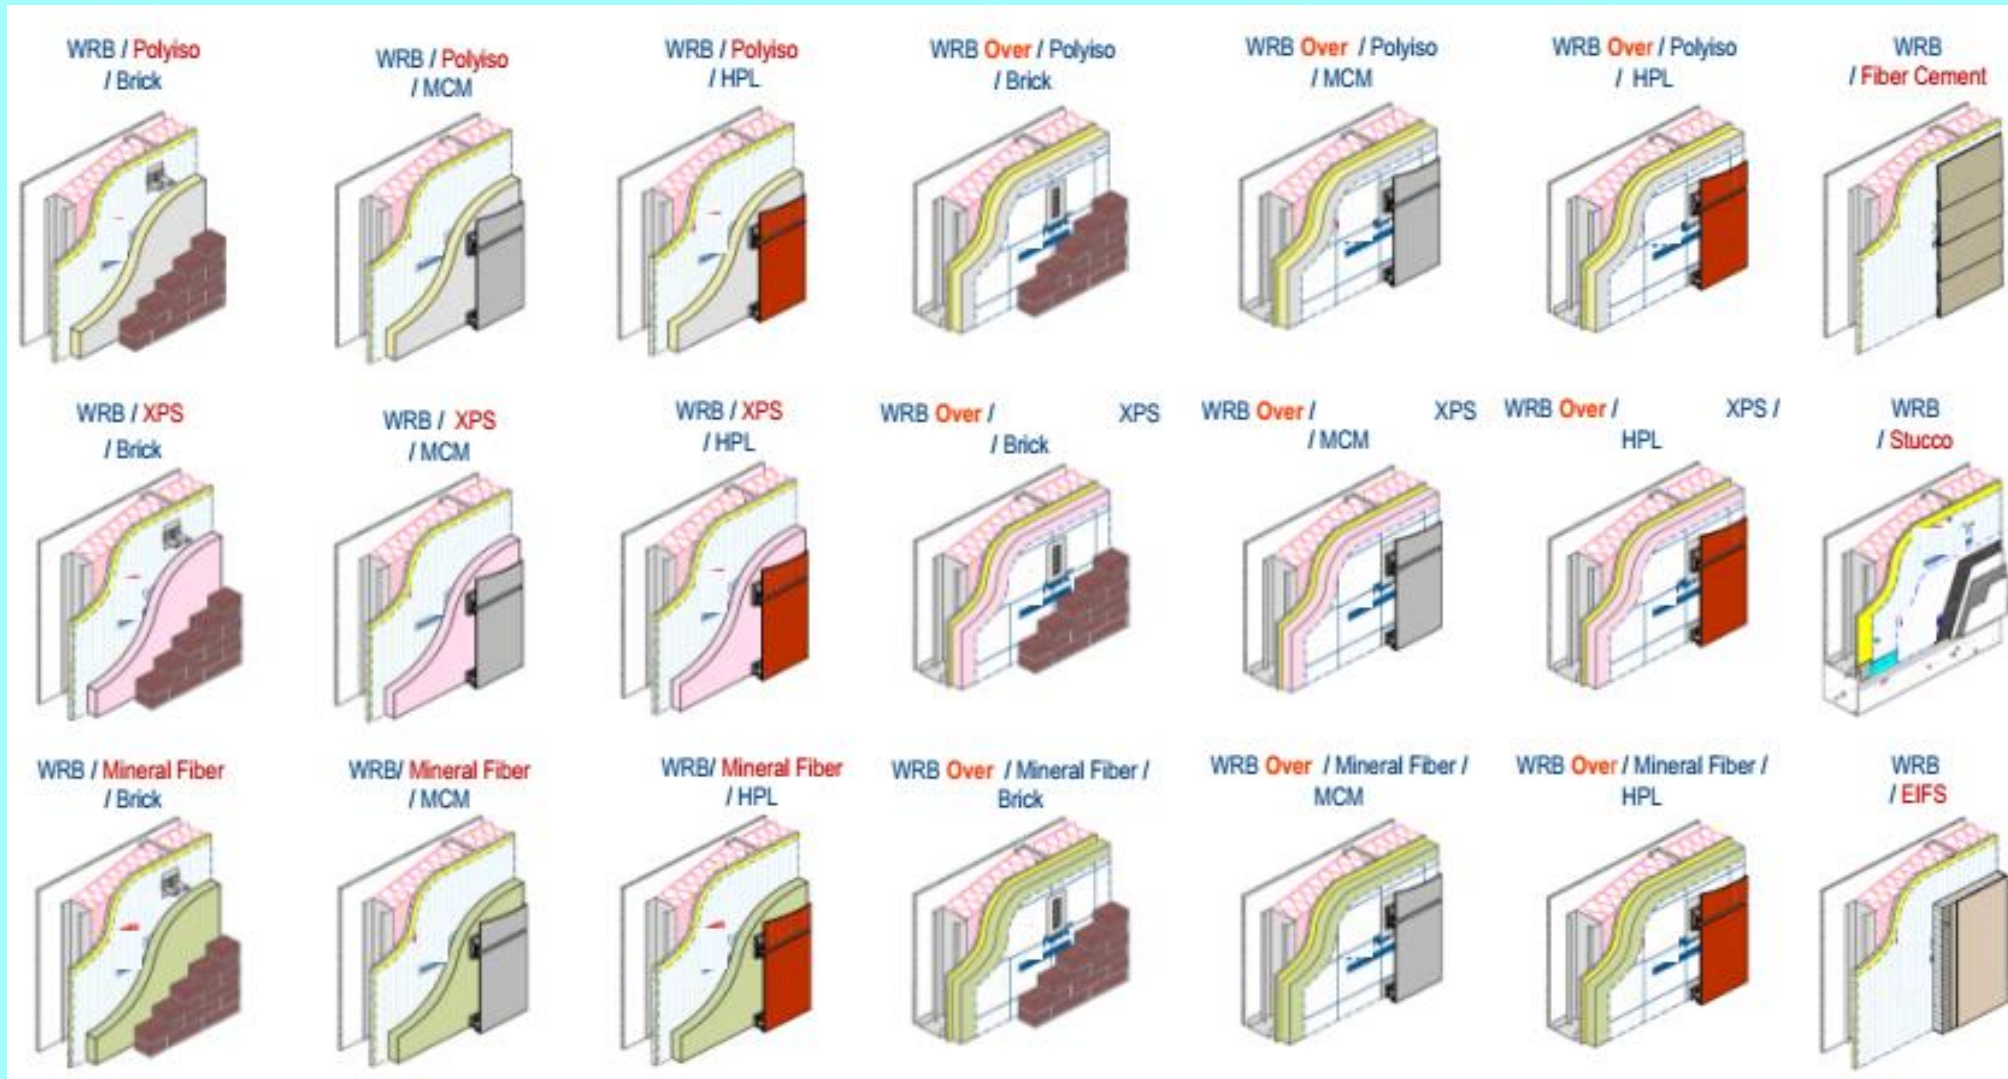 WRB / Polyiso
/ Brick
WRB / Polyiso
/ MCM
WRB / Polyiso
/ HPL
WRB Over / Polyiso
/ Brick
WRB Over / Polyiso
/ MCM
WRB Over / Polyiso
/ HPL
WRB
/ Fiber Cement
WRB / XPS
/ Brick
WRB / XPS
/ MCM
WRB / XPS
/ HPL
WRB Over / XPS
/ Brick
WRB Over / XPS
/ MCM
WRB Over / XPS /
HPL
WRB
/ Stucco
WRB / Mineral Fiber
/ Brick
WRB/ Mineral Fiber
/ MCM
WRB/ Mineral Fiber
/ HPL
WRB Over / Mineral Fiber /
Brick
WRB Over / Mineral Fiber /
MCM
WRB Over / Mineral Fiber /
HPL
WRB
/ EIFS